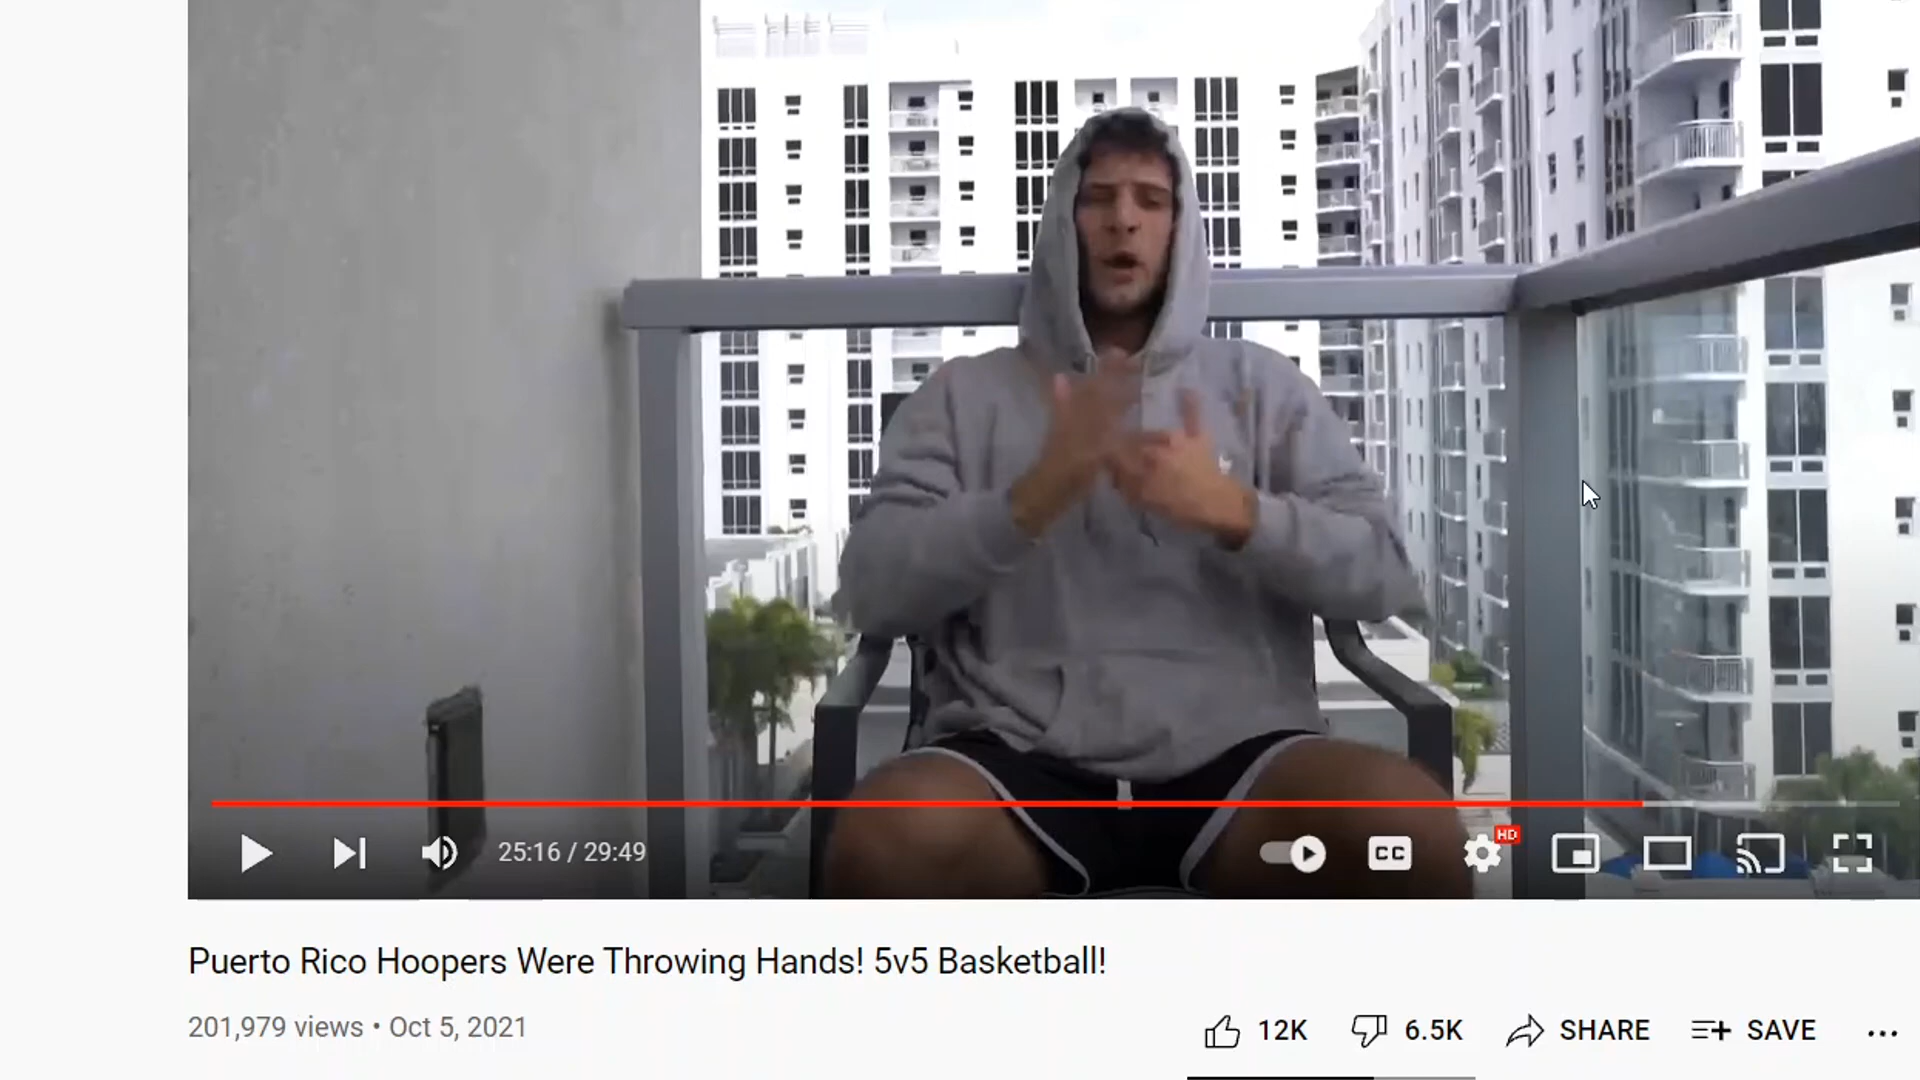 25:16 / 29:49
CC
HD
Puerto Rico Hoopers Were Throwing Hands! 5v5 Basketball!
201,979 views • Oct 5, 2021
12K 6.5K SHARE SAVE